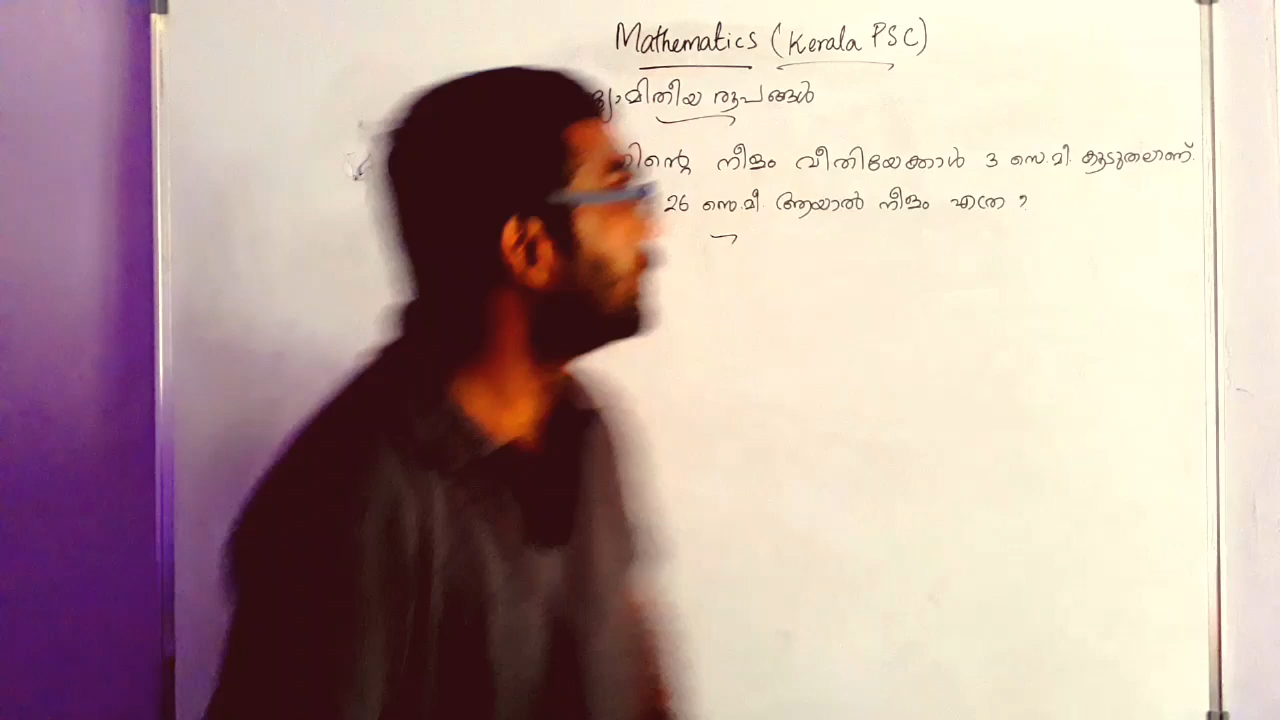 Mathematics (Kerala PSC)
രൂപങ്ങൾ
നീളം വീതിയേക്കാൾ 3 സെ.മി. കൂടുതലാണ്.
26 സെ.മീ. ആയാൽ നീളം എത്ര ?